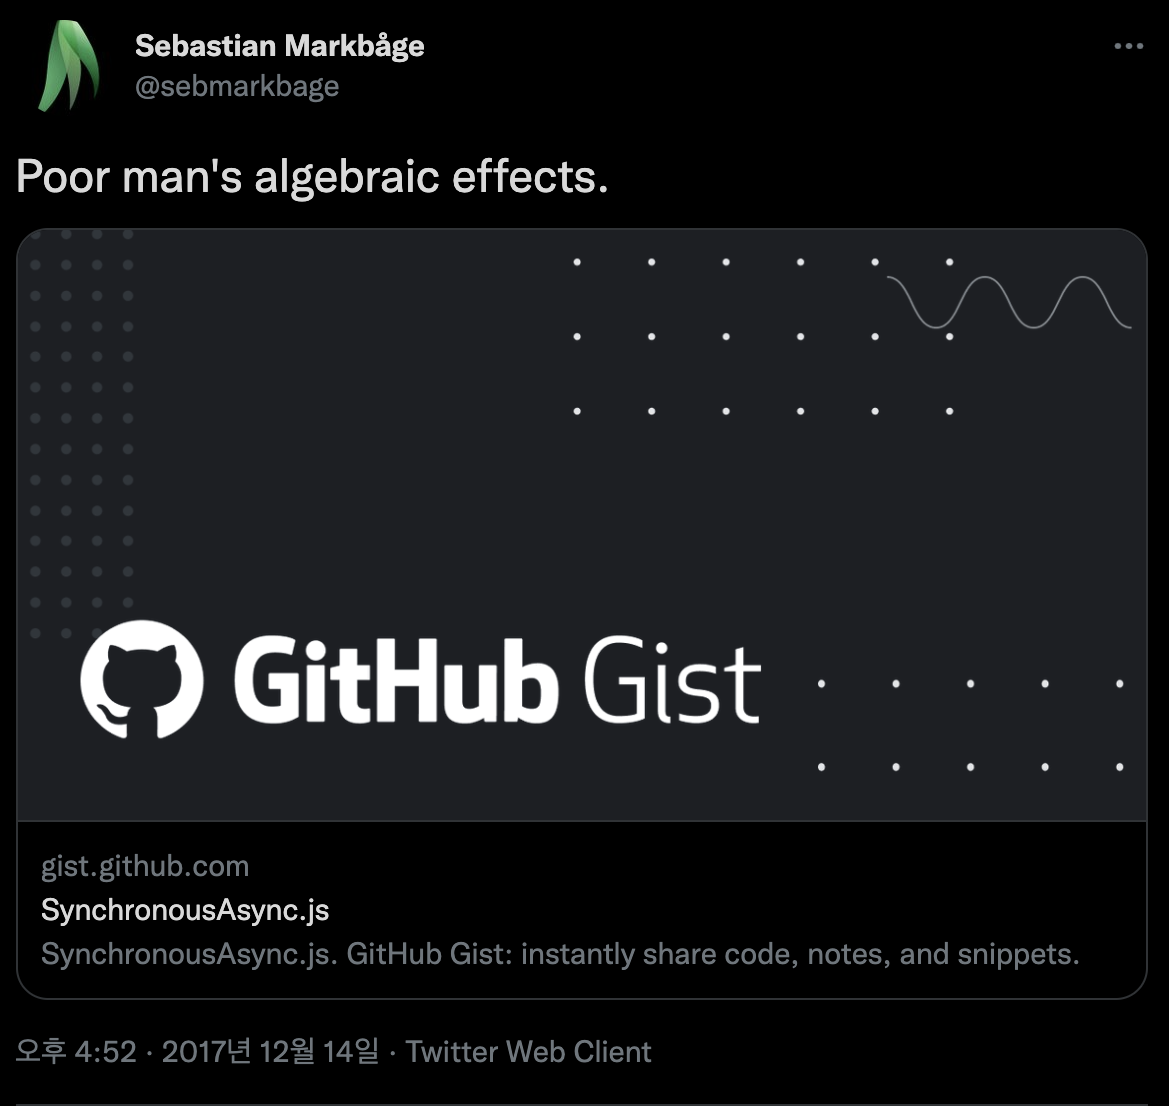 Sebastian Markbåge
@sebmarkbage
Poor man's algebraic effects.
GitHub Gist
gist.github.com
SynchronousAsync.js
SynchronousAsync.js. GitHub Gist: instantly share code, notes, and snippets.
오후 4:52 · 2017년 12월 14일 · Twitter Web Client